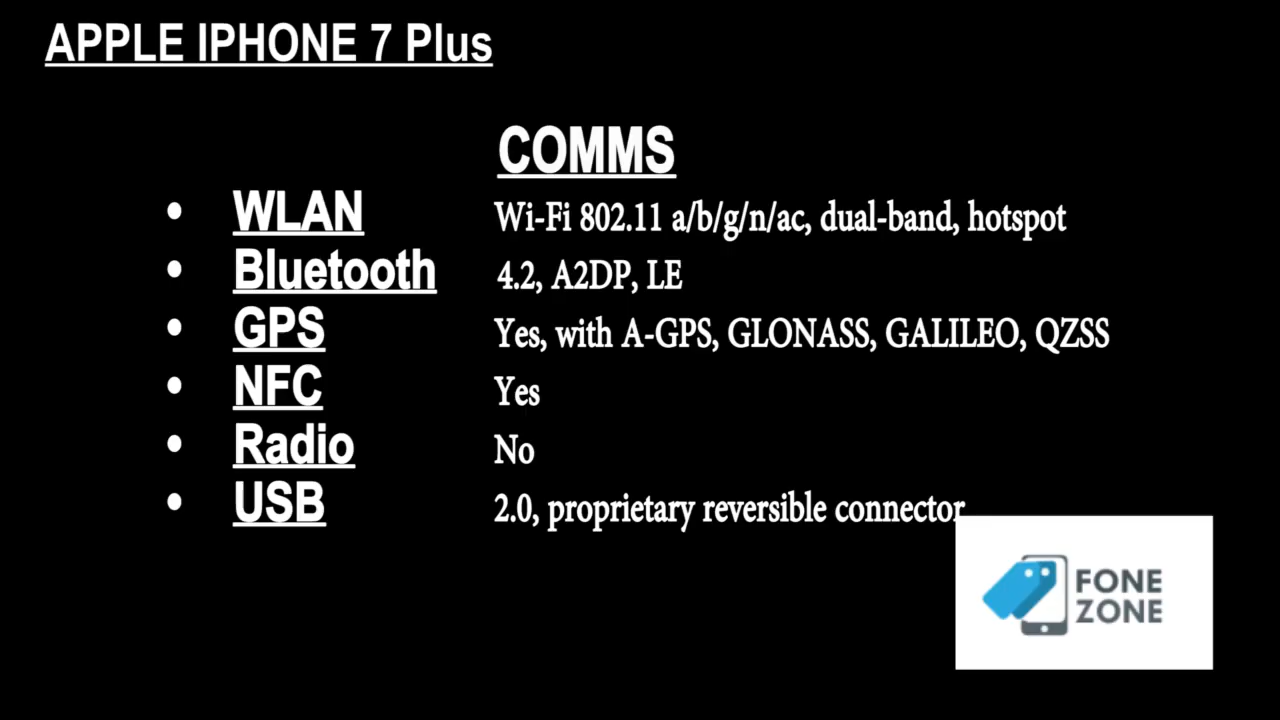 APPLE IPHONE 7 Plus
COMMS
• WLAN Wi-Fi 802.11 a/b/g/n/ac, dual-band, hotspot
• Bluetooth 4.2, A2DP, LE
• GPS Yes, with A-GPS, GLONASS, GALILEO, QZSS
• NFC Yes
• Radio No
• USB 2.0, proprietary reversible connector
FONE
ZONE